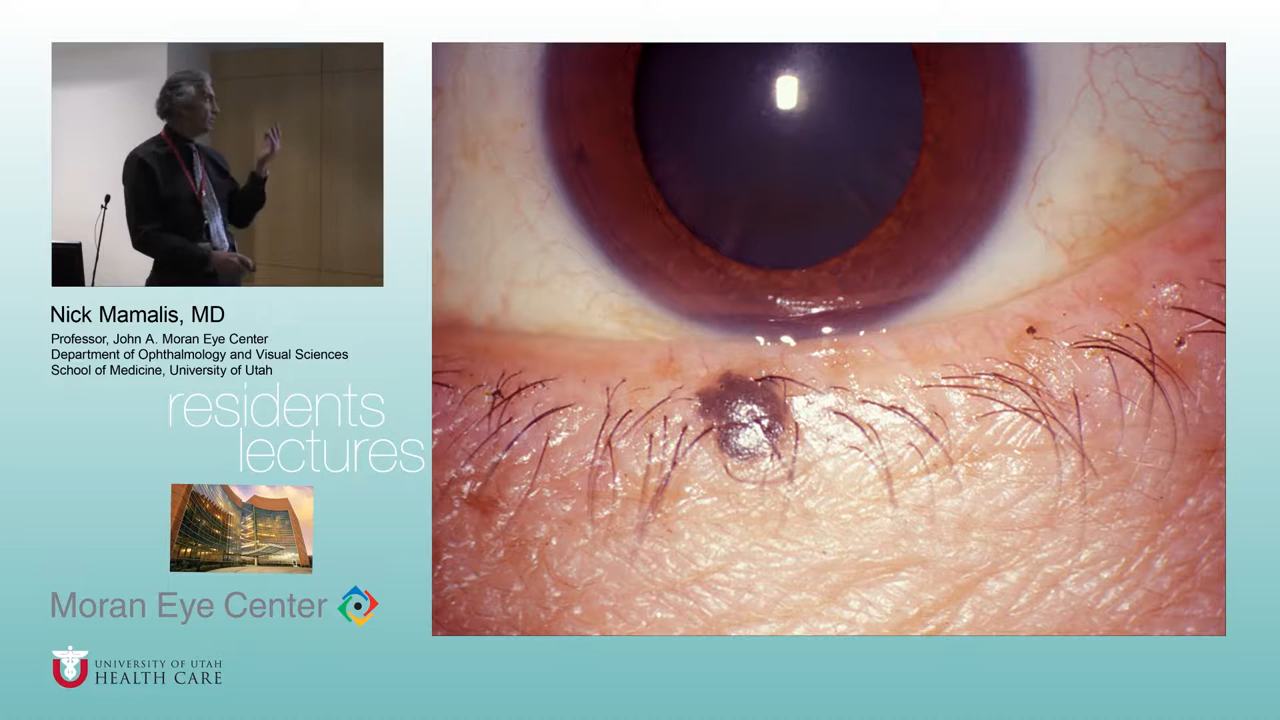 Nick Mamalis, MD
Professor, John A. Moran Eye Center
Department of Ophthalmology and Visual Sciences
School of Medicine, University of Utah
residents
lectures
Moran Eye Center
UNIVERSITY OF UTAH
HEALTH CARE